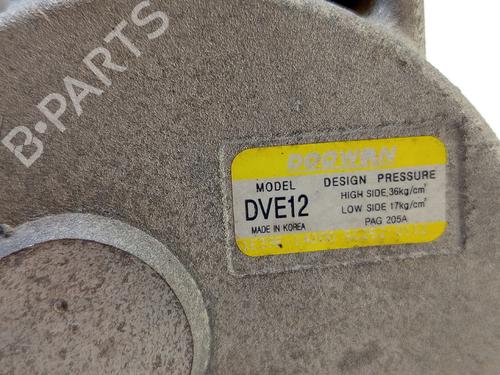 B-PARTS
DOOWON
MODEL DESIGN PRESSURE
DVE12 HIGH SIDE,36kg/cm²
LOW SIDE 17kg/cm²
MADE IN KOREA PAG 205A